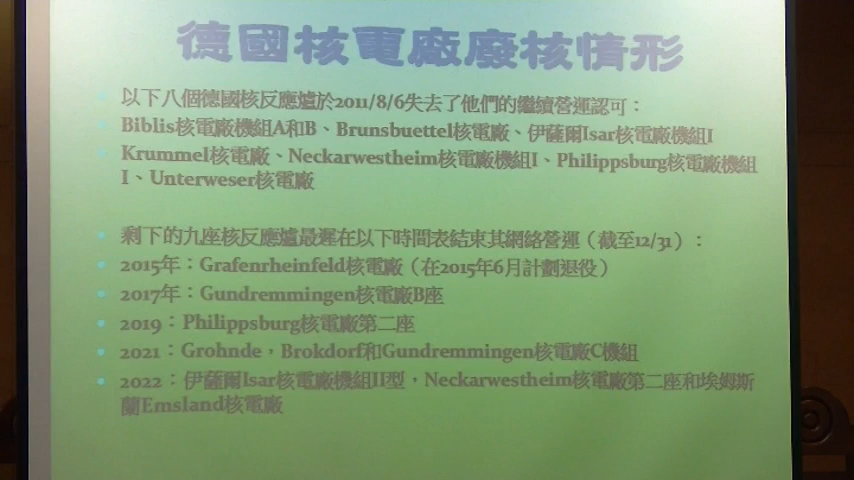 德國核電廠廢核情形
以下八個德國核反應爐於2011/8/6失去了他們的繼續營運認可：
Biblis核電廠機組A和B、Brunsbuettel核電廠、伊薩爾Isar核電廠機組I
Krummel核電廠、Neckarwestheim核電廠機組I、Philippsburg核電廠機組
I、Unterweser核電廠
剩下的九座核反應爐最遲在以下時間表結束其網絡營運（截至12/31）：
2015年：Grafenrheinfeld核電廠（在2015年6月計劃退役）
2017年：Gundremmingen核電廠B座
2019：Philippsburg核電廠第二座
2021：Grohnde，Brokdorf和Gundremmingen核電廠C機組
2022：伊薩爾Isar核電廠機組II型，Neckarwestheim核電廠第二座和埃姆斯
蘭Emsland核電廠